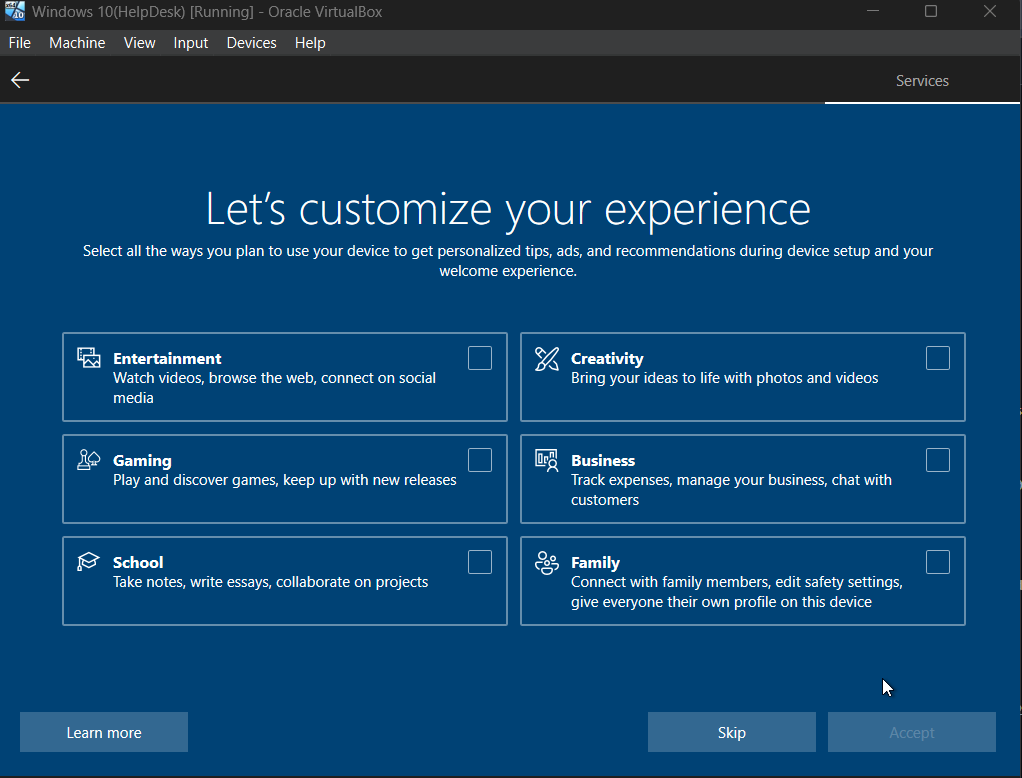 Windows 10(HelpDesk) [Running] - Oracle VirtualBox
File Machine View Input Devices Help
Services
Let's customize your experience
Select all the ways you plan to use your device to get personalized tips, ads, and recommendations during device setup and your
welcome experience.
Entertainment
Watch videos, browse the web, connect on social
media
Creativity
Bring your ideas to life with photos and videos
Gaming
Play and discover games, keep up with new releases
Business
Track expenses, manage your business, chat with
customers
School
Take notes, write essays, collaborate on projects
Family
Connect with family members, edit safety settings,
give everyone their own profile on this device
Learn more
Skip
Accept